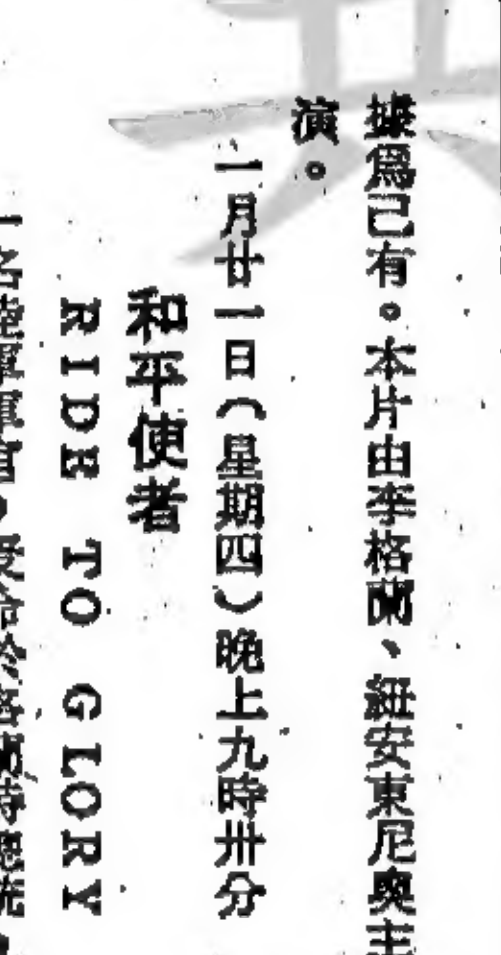 據爲己有。本片由李格蘭、紐安東尼奧主
演。
一月廿一日(星期四)晚上九時卅分
和平使者
RIDE TO GLORY